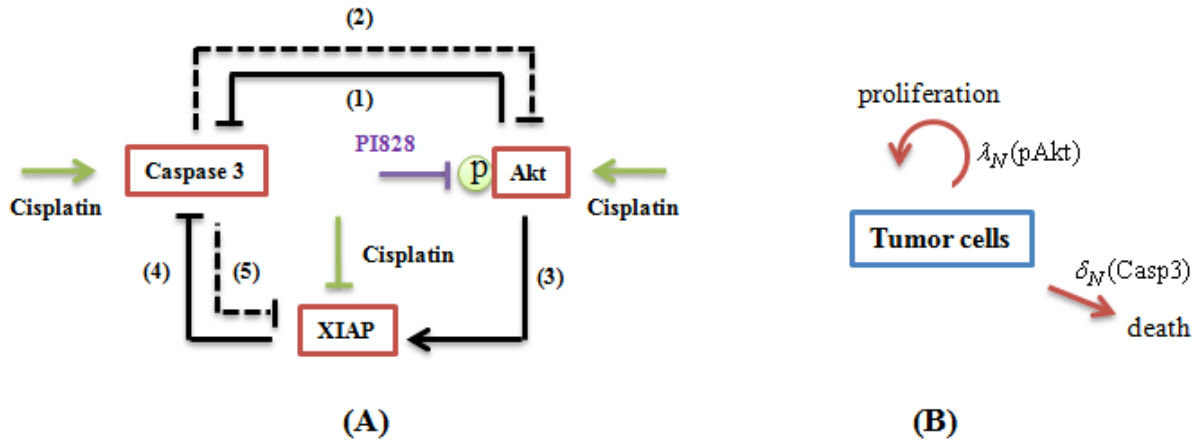 (2)
(1)
PI828
Caspase 3
p
Akt
Cisplatin
Cisplatin
Cisplatin
(4)
(5)
(3)
XIAP
(A)
proliferation
λN(pAkt)
Tumor cells
δN(Casp3)
death
(B)